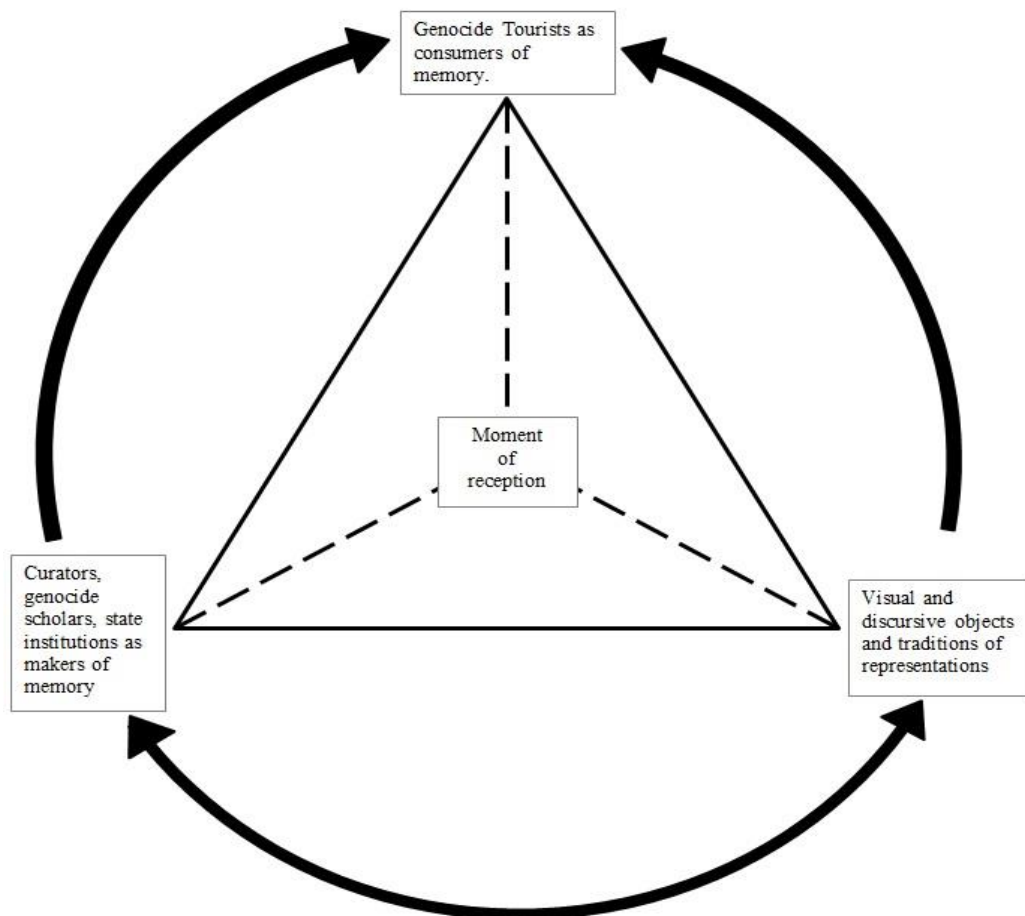 Genocide Tourists as
consumers of
memory.
Moment
of
reception
Curators,
genocide
scholars, state
institutions as
makers of
memory
Visual and
discursive objects
and traditions of
representations